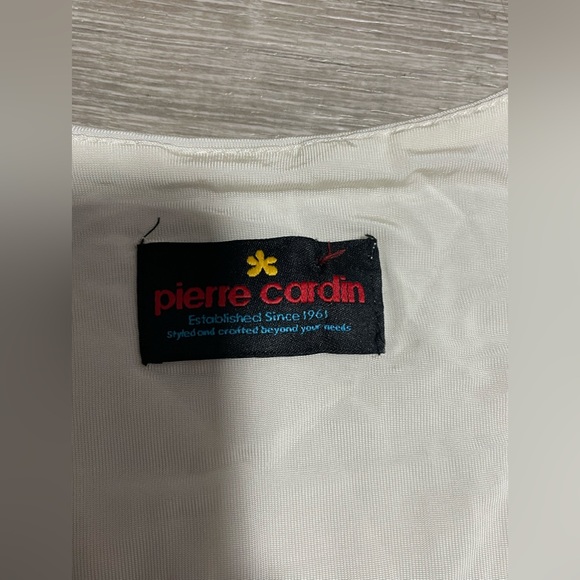 pierre cardin
Established Since 1961
Styled and crafted beyond your needs